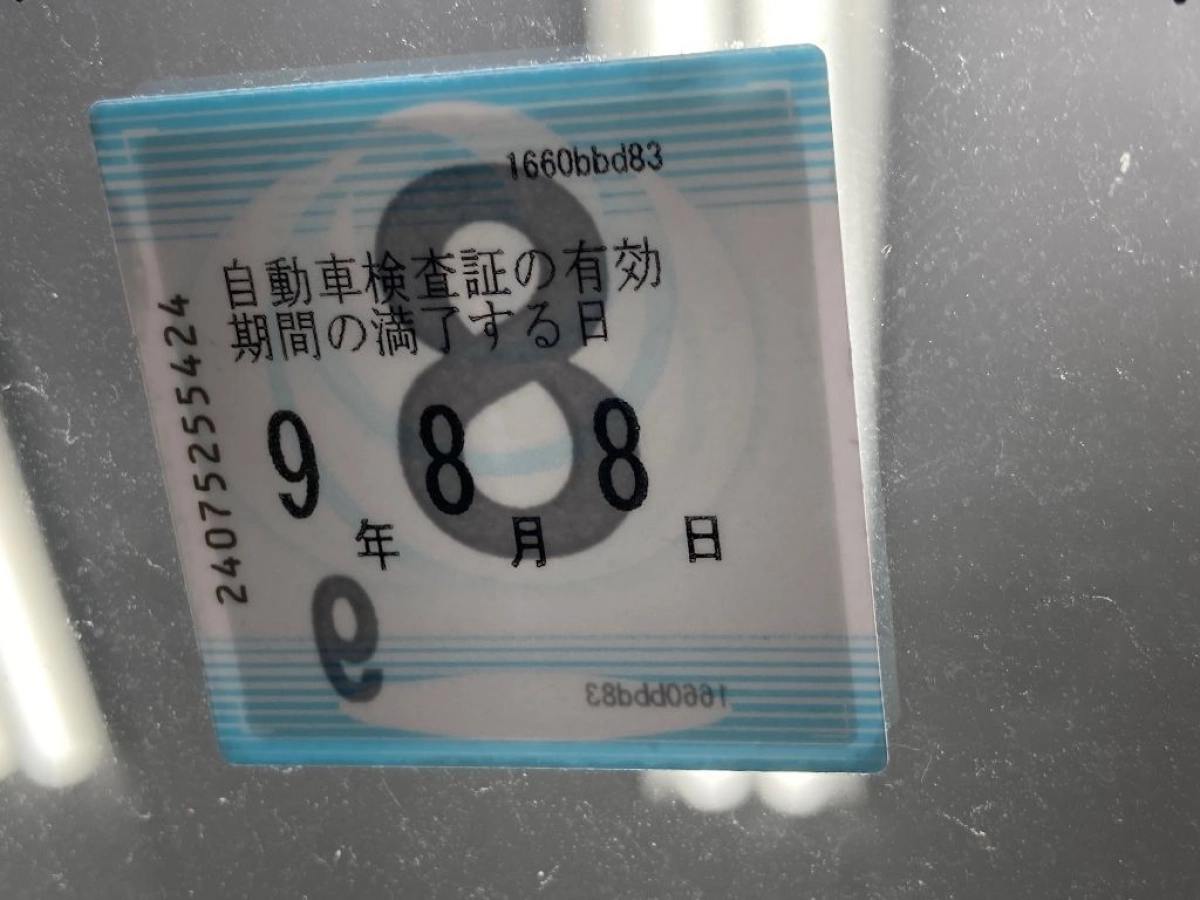 1660bbd83
自動車検査証の有効
期間の満了する日
9年 8月 8日
240752555424
8
9
1660bbd83